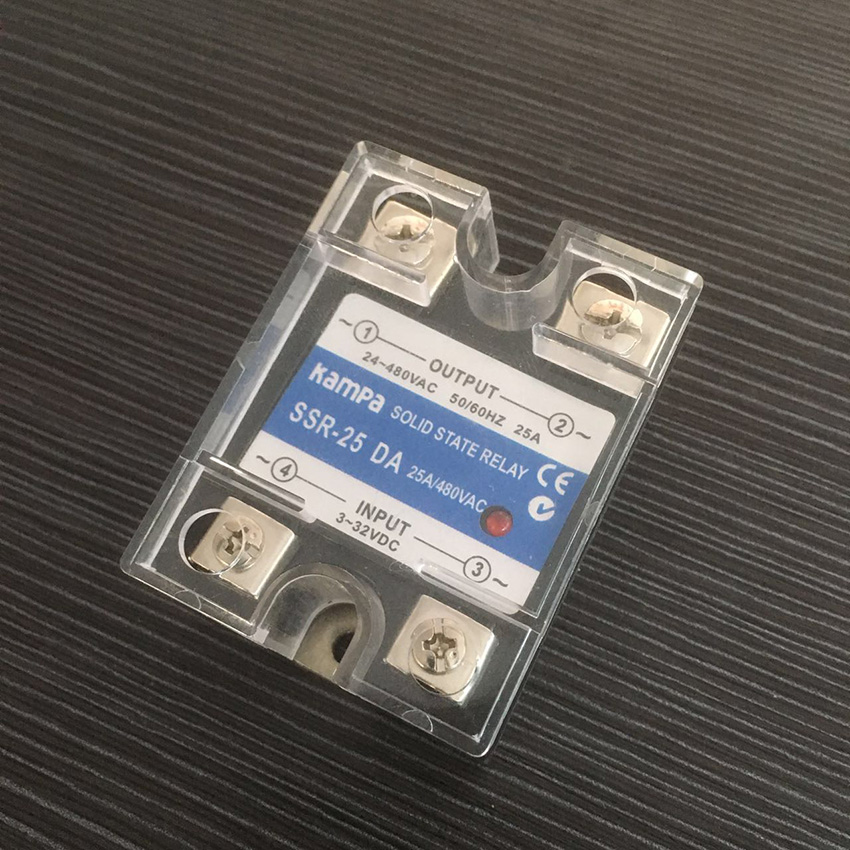 ~ 1 OUTPUT 2 ~
24~480VAC 50/60HZ 25A
KamPa SOLID STATE RELAY CE
SSR-25 DA 25A/480VAC
~ 4 INPUT 3 ~
3~32VDC